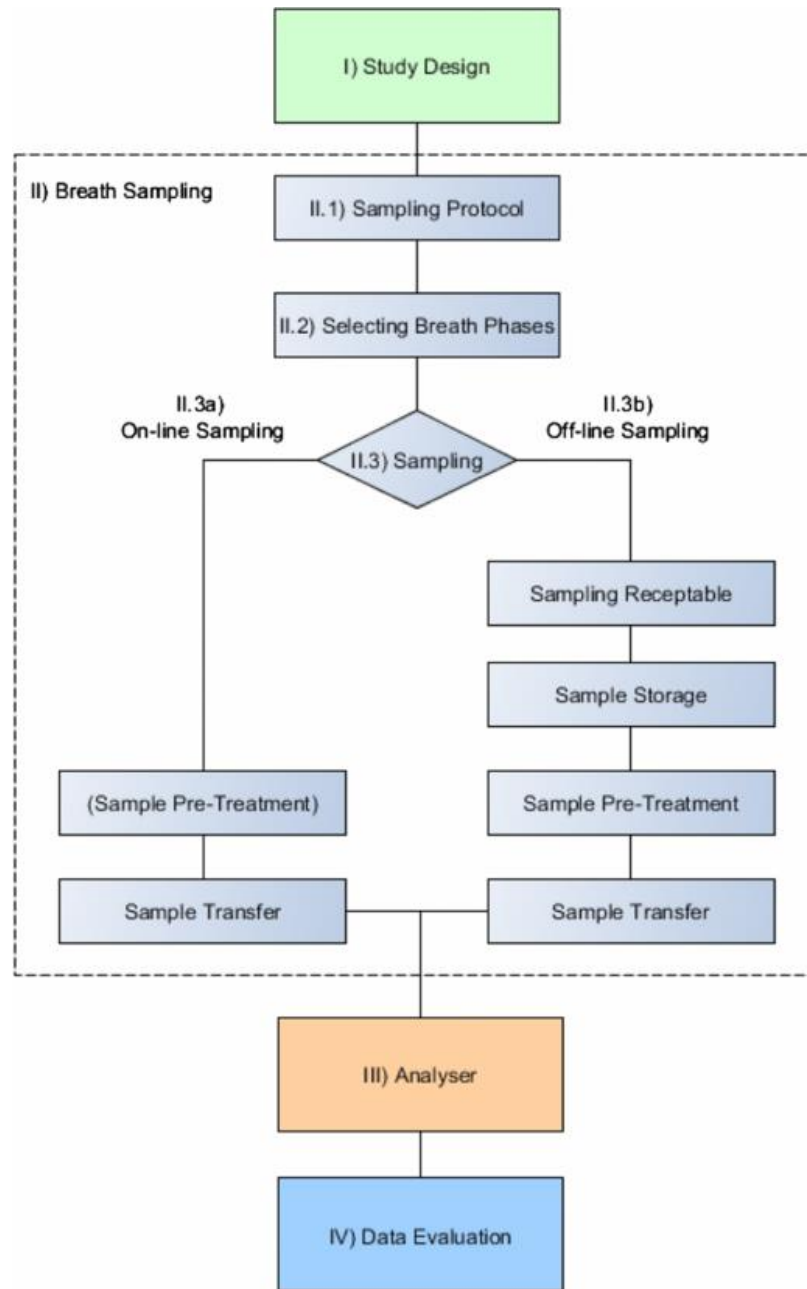 I) Study Design
II) Breath Sampling
II.1) Sampling Protocol
II.2) Selecting Breath Phases
II.3a)
On-line Sampling
II.3b)
Off-line Sampling
II.3) Sampling
Sampling Receptable
Sample Storage
(Sample Pre-Treatment)
Sample Pre-Treatment
Sample Transfer
Sample Transfer
III) Analyser
IV) Data Evaluation